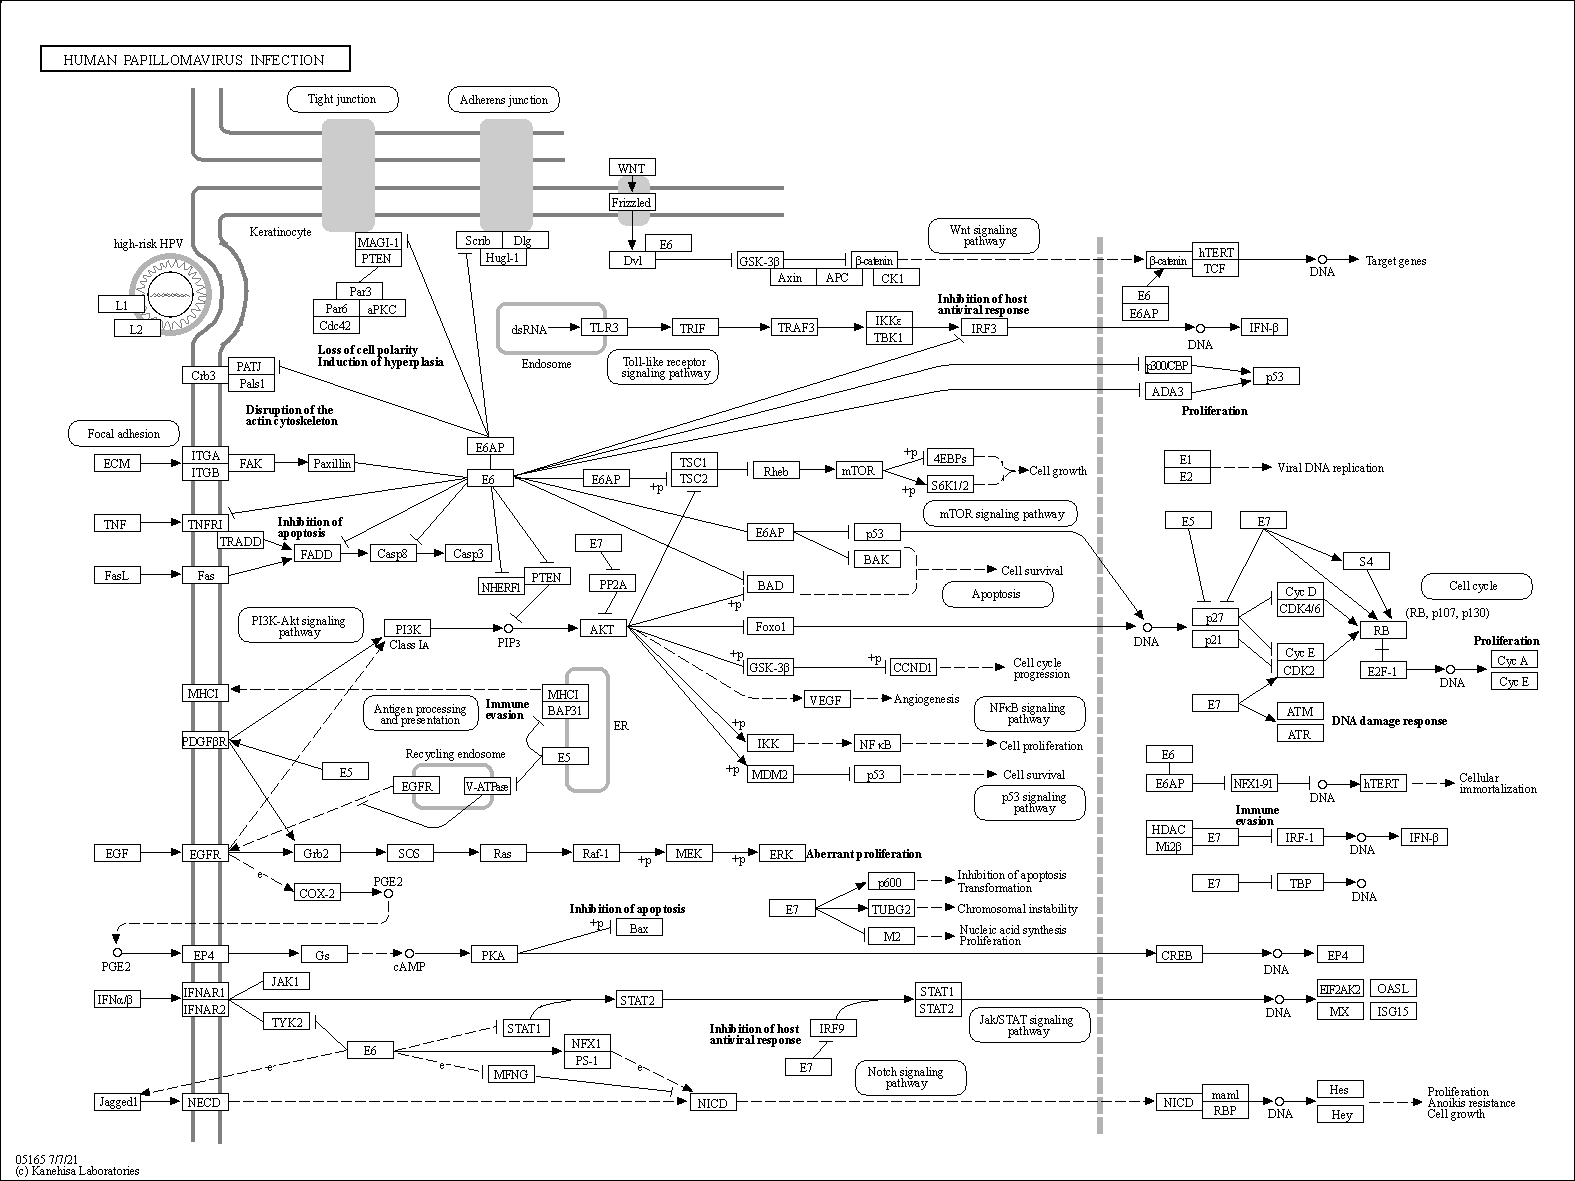 HUMAN PAPILLOMAVIRUS INFECTION
Tight junction
Adherens junction
WNT
Frizzled
Keratinocyte
high-risk HPV
L1
L2
MAGI-1
PTEN
Par3
Par6
aPKC
Cdc42
Loss of cell polarity
Induction of hyperplasia
Scrib
Dlg
Hugl-1
Dvl
E6
GSK-3β
Axin
APC
β-catenin
CK1
Wnt signaling
pathway
β-catenin
hTERT
TCF
E6
E6AP
DNA
Target genes
dsRNA
TLR3
TRIF
TRAF3
IKKε
TBK1
Inhibition of host
antiviral response
IRF3
DNA
IFN-β
Endosome
Toll-like receptor
signaling pathway
Crb3
PATJ
Pals1
p300/CBP
ADA3
p53
Proliferation
Disruption of the
actin cytoskeleton
Focal adhesion
ECM
ITGA
ITGB
FAK
Paxillin
E6AP
E6
E6AP
+p
TSC1
TSC2
Rheb
mTOR
+p
4EBPs
+p
S6K1/2
Cell growth
mTOR signaling pathway
E1
E2
Viral DNA replication
TNF
TNFR1
TRADD
Inhibition of
apoptosis
FADD
Casp8
Casp3
FasL
Fas
NHERF1
PTEN
E7
PP2A
E6AP
p53
BAK
BAD
+p
Cell survival
Apoptosis
PI3K-Akt signaling
pathway
PI3K
Class IA
PIP3
AKT
Foxo1
DNA
E5
E7
S4
p27
p21
Cyc D
CDK4/6
Cyc E
CDK2
RB
Cell cycle
(RB, p107, p130)
E2F-1
DNA
Proliferation
Cyc A
Cyc E
+p
GSK-3β
+p
CCND1
Cell cycle
progression
VEGF
Angiogenesis
NFκB signaling
pathway
+p
IKK
NFκB
Cell proliferation
+p
MDM2
p53
Cell survival
p53 signaling
pathway
E7
ATM
ATR
DNA damage response
MHCI
Antigen processing
and presentation
Immune
evasion
MHCI
BAP31
ER
PDGFβR
E5
Recycling endosome
EGFR
V-ATPase
E5
E6
E6AP
NFX1-91
DNA
hTERT
Cellular
immortalization
Immune
evasion
HDAC
Mi2β
E7
IRF-1
DNA
IFN-β
E7
TBP
DNA
EGF
EGFR
Grb2
SOS
Ras
Raf-1
+p
MEK
+p
ERK
Aberrant proliferation
e
COX-2
PGE2
E7
p600
TUBG2
M2
Inhibition of apoptosis
Transformation
Chromosomal instability
Nucleic acid synthesis
Proliferation
PGE2
EP4
Gs
cAMP
PKA
Inhibition of apoptosis
+p
Bax
CREB
DNA
EP4
IFNα/β
IFNAR1
IFNAR2
JAK1
TYK2
STAT2
STAT1
STAT1
STAT2
Inhibition of host
antiviral response
IRF9
E7
Jak/STAT signaling
pathway
DNA
EIF2AK2
OASL
MX
ISG15
E6
e
e
NFX1
PS-1
e
MFNG
Notch signaling
pathway
Jagged1
NECD
NICD
NICD
maml
RBP
DNA
Hes
Hey
Proliferation
Anoikis resistance
Cell growth
05165 7/7/21
(c) Kanehisa Laboratories